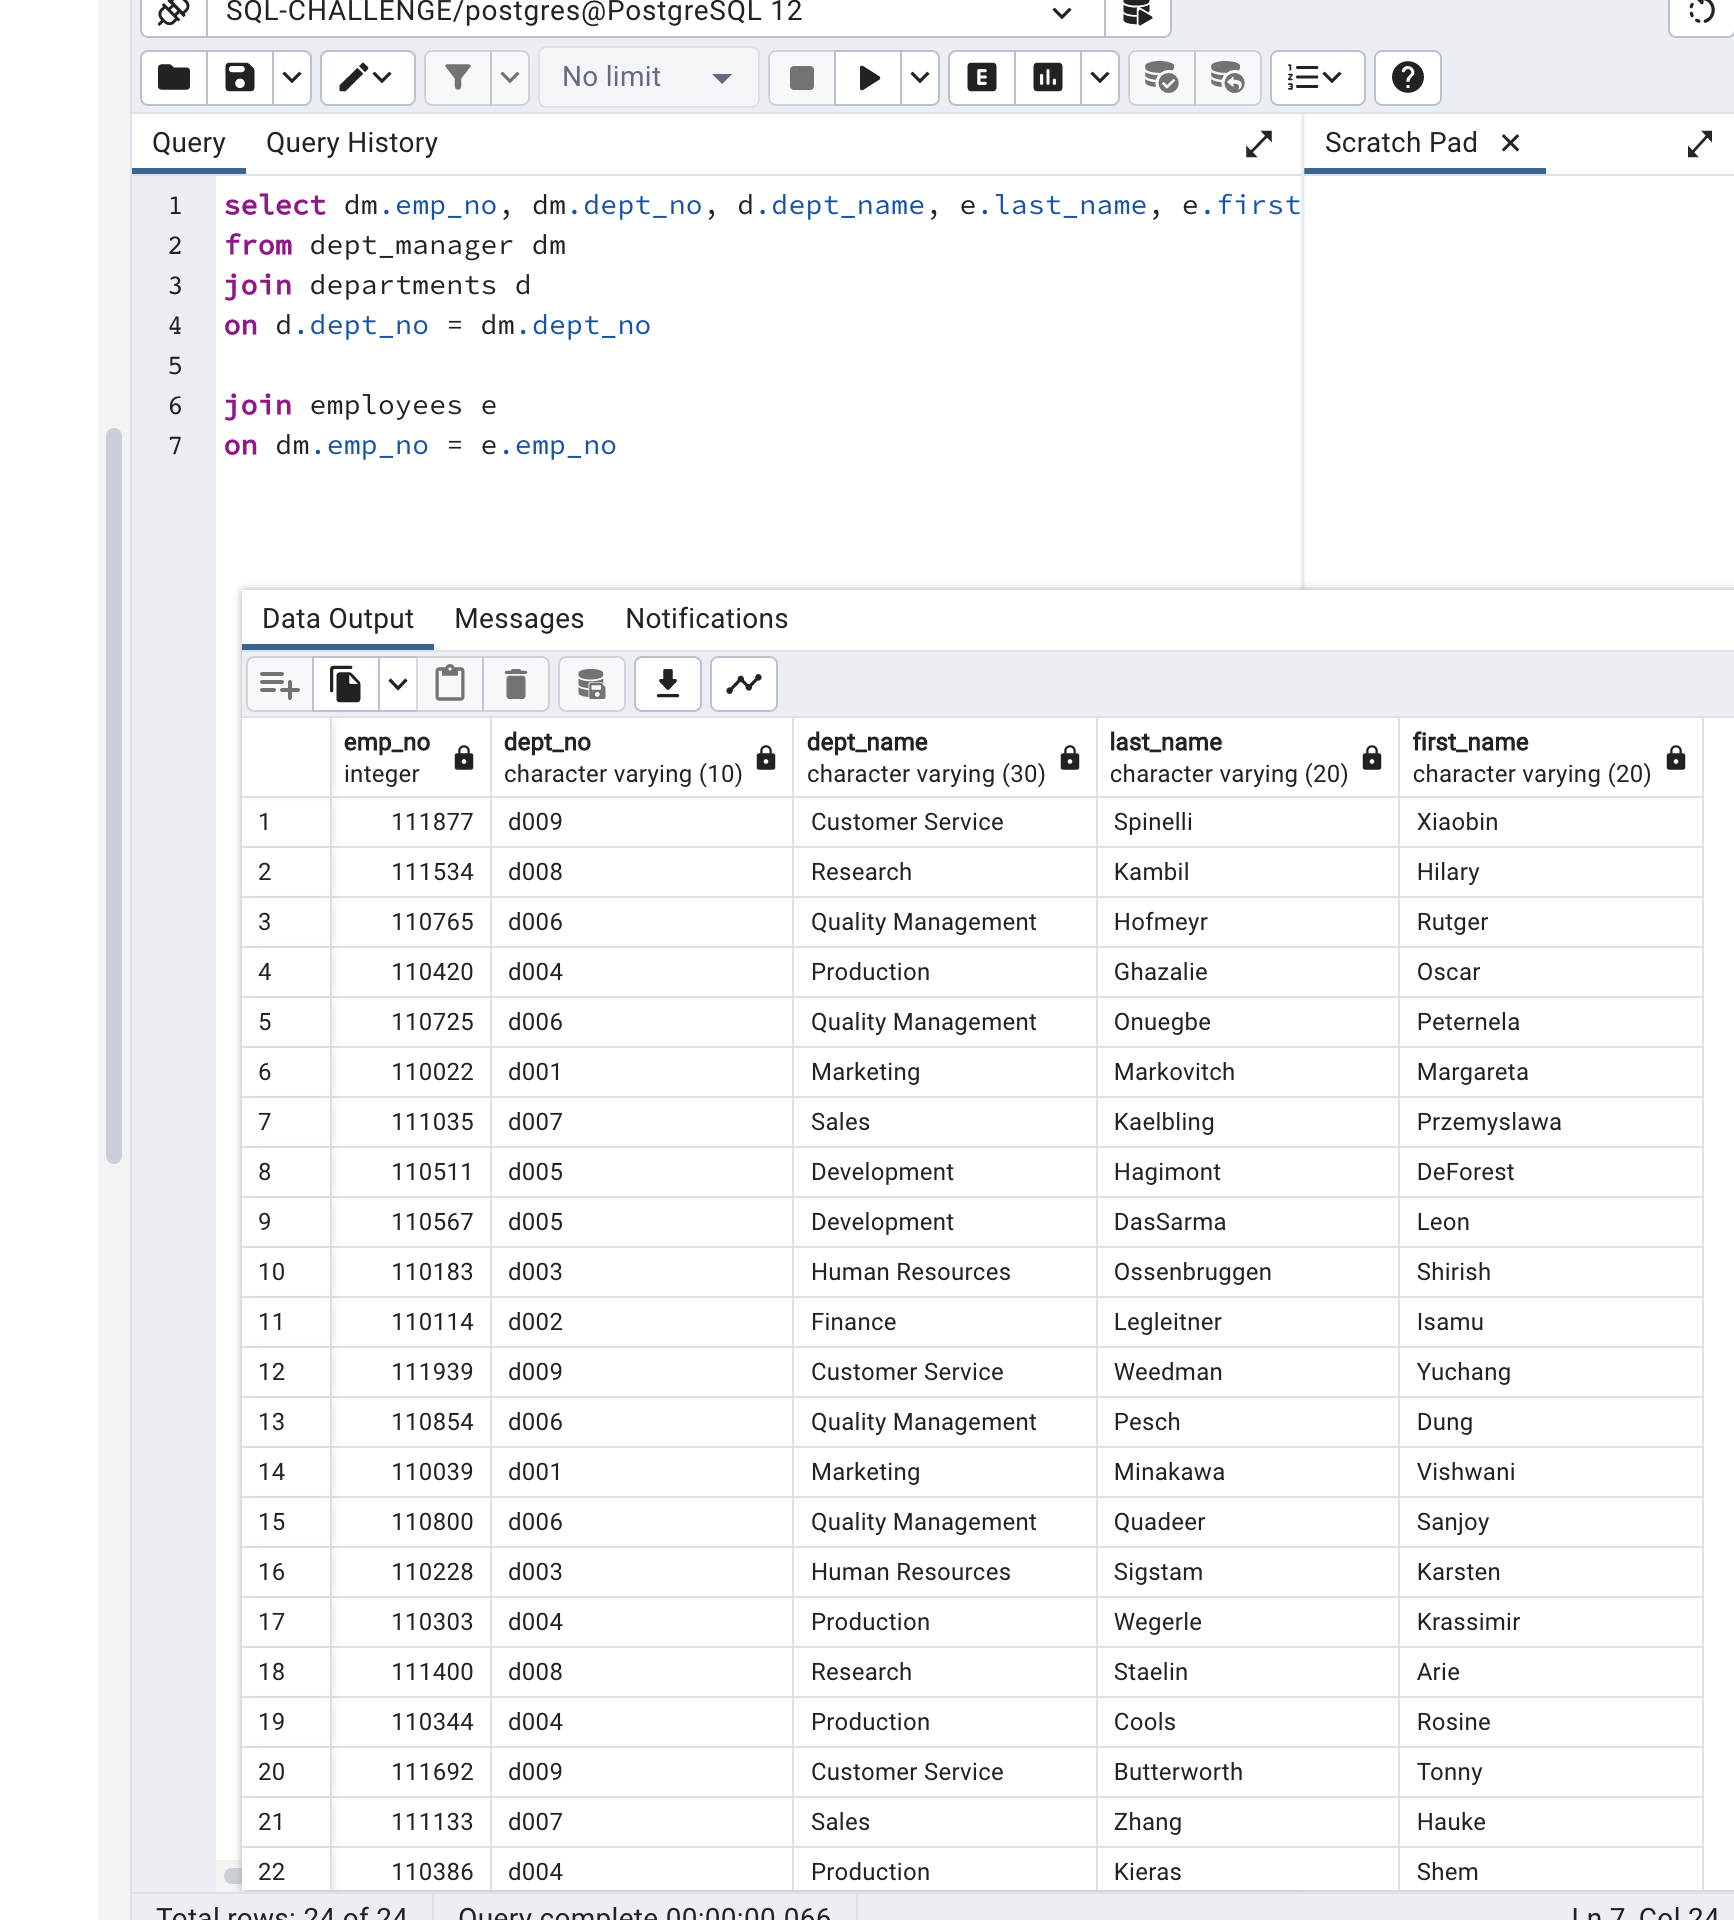 SQL-CHALLENGE/postgres@PostgreSQL 12
No limit
Query Query History Scratch Pad
1 select dm.emp_no, dm.dept_no, d.dept_name, e.last_name, e.first
2 from dept_manager dm
3 join departments d
4 on d.dept_no = dm.dept_no
5
6 join employees e
7 on dm.emp_no = e.emp_no
Data Output Messages Notifications
emp_no dept_no dept_name last_name first_name
integer character varying (10) character varying (30) character varying (20) character varying (20)
1 111877 d009 Customer Service Spinelli Xiaobin
2 111534 d008 Research Kambil Hilary
3 110765 d006 Quality Management Hofmeyr Rutger
4 110420 d004 Production Ghazalie Oscar
5 110725 d006 Quality Management Onuegbe Peternela
6 110022 d001 Marketing Markovitch Margareta
7 111035 d007 Sales Kaelbling Przemyslawa
8 110511 d005 Development Hagimont DeForest
9 110567 d005 Development DasSarma Leon
10 110183 d003 Human Resources Ossenbruggen Shirish
11 110114 d002 Finance Legleitner Isamu
12 111939 d009 Customer Service Weedman Yuchang
13 110854 d006 Quality Management Pesch Dung
14 110039 d001 Marketing Minakawa Vishwani
15 110800 d006 Quality Management Quadeer Sanjoy
16 110228 d003 Human Resources Sigstam Karsten
17 110303 d004 Production Wegerle Krassimir
18 111400 d008 Research Staelin Arie
19 110344 d004 Production Cools Rosine
20 111692 d009 Customer Service Butterworth Tonny
21 111133 d007 Sales Zhang Hauke
22 110386 d004 Production Kieras Shem
Total rows: 24 of 24 Query complete 00:00:00.066 Ln 7, Col 24